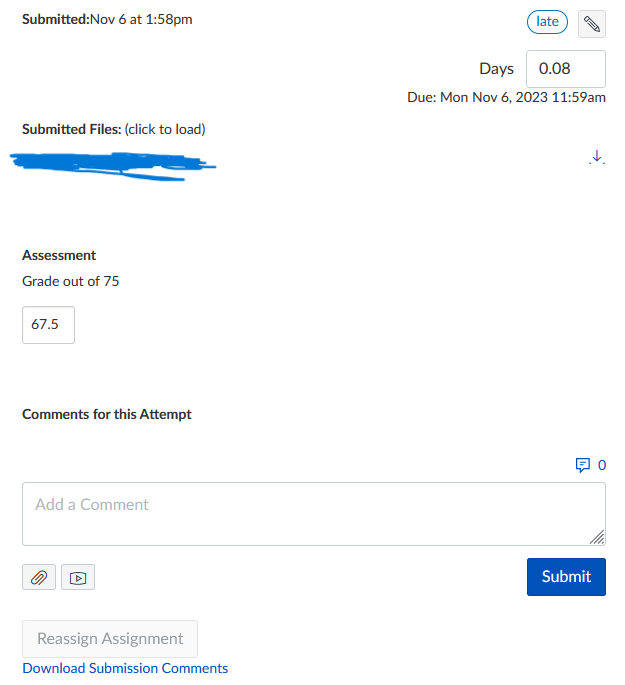 Submitted:Nov 6 at 1:58pm
late
Days 0.08
Due: Mon Nov 6, 2023 11:59am
Submitted Files: (click to load)
Assessment
Grade out of 75
67.5
Comments for this Attempt
0
Add a Comment
Submit
Reassign Assignment
Download Submission Comments